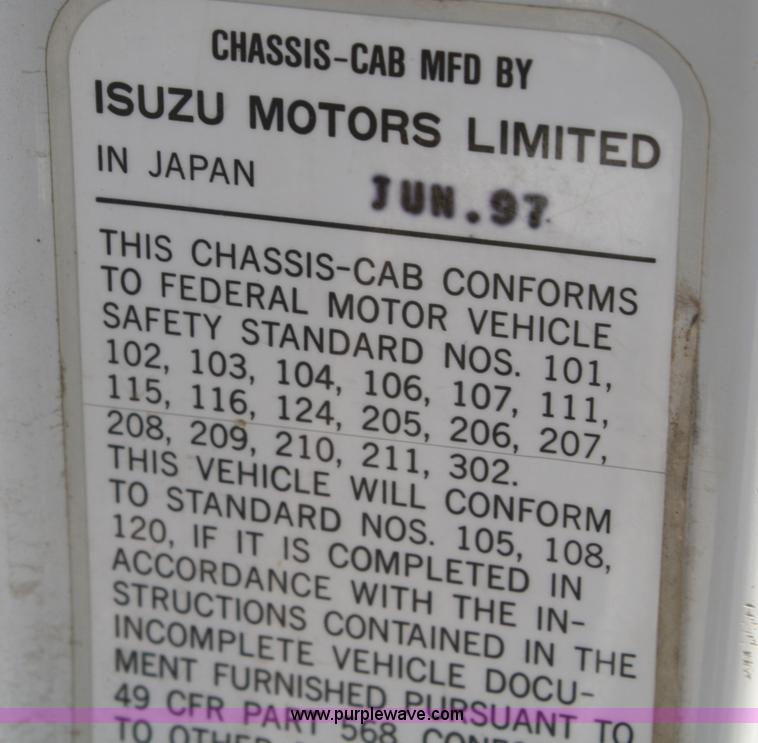 CHASSIS-CAB MFD BY
ISUZU MOTORS LIMITED
IN JAPAN JUN.97
THIS CHASSIS-CAB CONFORMS
TO FEDERAL MOTOR VEHICLE
SAFETY STANDARD NOS. 101,
102, 103, 104, 106, 107, 111,
115, 116, 124, 205, 206, 207,
208, 209, 210, 211, 302.
THIS VEHICLE WILL CONFORM
TO STANDARD NOS. 105, 108,
120, IF IT IS COMPLETED IN
ACCORDANCE WITH THE IN-
STRUCTIONS CONTAINED IN THE
INCOMPLETE VEHICLE DOCU-
MENT FURNISHED PURSUANT TO
49 CFR PART 568.
TO OTHER
www.purplewave.com